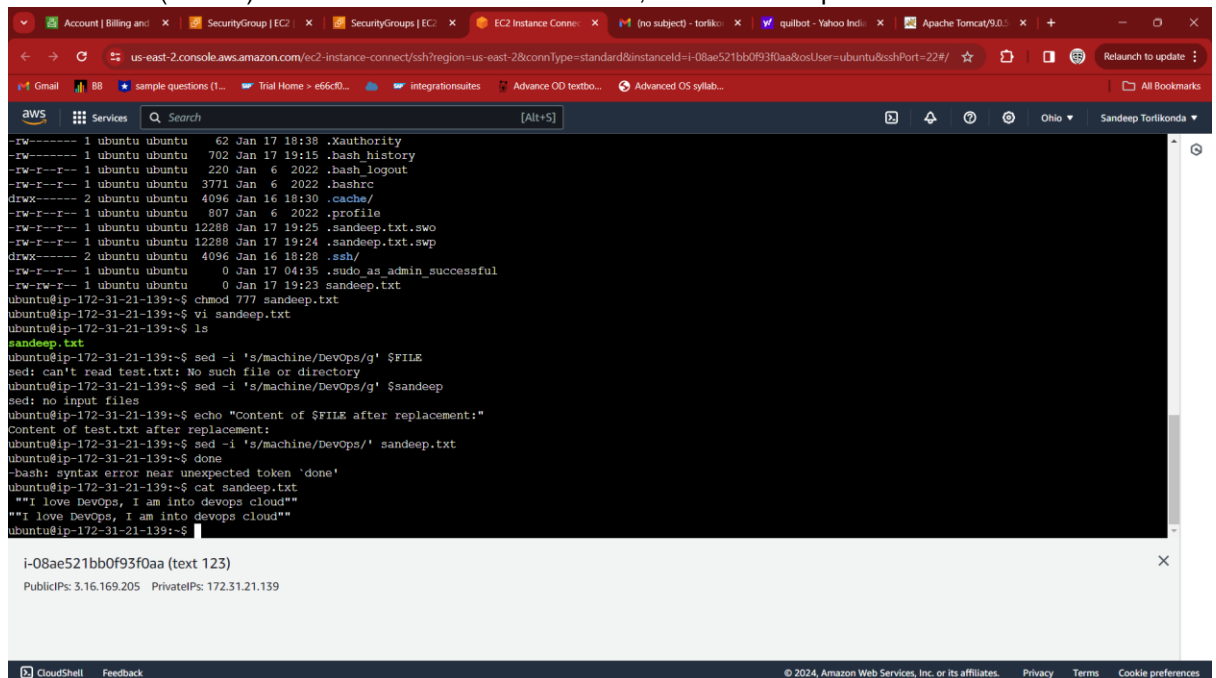 Account | Billing and
SecurityGroup | EC2 |
SecurityGroups | EC2
EC2 Instance Connec
(no subject) - torlikon
quilbot - Yahoo India
Apache Tomcat/9.0.5
us-east-2.console.aws.amazon.com/ec2-instance-connect/ssh?region=us-east-2&connType=standard&instanceId=i-08ae521bb0f93f0aa&osUser=ubuntu&sshPort=22#/
Relaunch to update
Gmail BB sample questions (1... Trial Home > e66cf0... integrationsuites Advance OD textbo... Advanced OS syllab... All Bookmarks
aws Services Search [Alt+S] Ohio ▼ Sandeep Torlikonda ▼
-rw------- 1 ubuntu ubuntu 62 Jan 17 18:38 .Xauthority
-rw------- 1 ubuntu ubuntu 702 Jan 17 19:15 .bash_history
-rw-r--r-- 1 ubuntu ubuntu 220 Jan 6 2022 .bash_logout
-rw-r--r-- 1 ubuntu ubuntu 3771 Jan 6 2022 .bashrc
drwx------ 2 ubuntu ubuntu 4096 Jan 16 18:30 .cache/
-rw-r--r-- 1 ubuntu ubuntu 807 Jan 6 2022 .profile
-rw-r--r-- 1 ubuntu ubuntu 12288 Jan 17 19:25 .sandeep.txt.swo
-rw-r--r-- 1 ubuntu ubuntu 12288 Jan 17 19:24 .sandeep.txt.swp
drwx------ 2 ubuntu ubuntu 4096 Jan 16 18:28 .ssh/
-rw-r--r-- 1 ubuntu ubuntu 0 Jan 17 04:35 .sudo_as_admin_successful
-rw-rw-r-- 1 ubuntu ubuntu 0 Jan 17 19:23 sandeep.txt
ubuntu@ip-172-31-21-139:~$ chmod 777 sandeep.txt
ubuntu@ip-172-31-21-139:~$ vi sandeep.txt
ubuntu@ip-172-31-21-139:~$ ls
sandeep.txt
ubuntu@ip-172-31-21-139:~$ sed -i 's/machine/DevOps/g' $FILE
sed: can't read test.txt: No such file or directory
ubuntu@ip-172-31-21-139:~$ sed -i 's/machine/DevOps/g' $sandeep
sed: no input files
ubuntu@ip-172-31-21-139:~$ echo "Content of $FILE after replacement:"
Content of test.txt after replacement:
ubuntu@ip-172-31-21-139:~$ sed -i 's/machine/DevOps/' sandeep.txt
ubuntu@ip-172-31-21-139:~$ done
-bash: syntax error near unexpected token `done'
ubuntu@ip-172-31-21-139:~$ cat sandeep.txt
""I love DevOps, I am into devops cloud""
""I love DevOps, I am into devops cloud""
ubuntu@ip-172-31-21-139:~$
i-08ae521bb0f93f0aa (text 123)
PublicIPs: 3.16.169.205 PrivateIPs: 172.31.21.139
CloudShell Feedback © 2024, Amazon Web Services, Inc. or its affiliates. Privacy Terms Cookie preferences